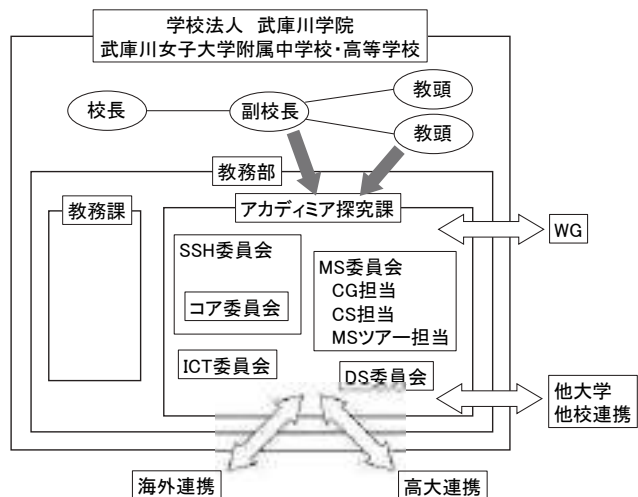 学校法人 武庫川学院
武庫川女子大学附属中学校・高等学校
校長
副校長
教頭
教頭
教務部
教務課
アカディミア探究課
WG
SSH委員会
コア委員会
MS委員会
CG担当
CS担当
MSツアー担当
ICT委員会
DS委員会
他大学
他校連携
海外連携
高大連携